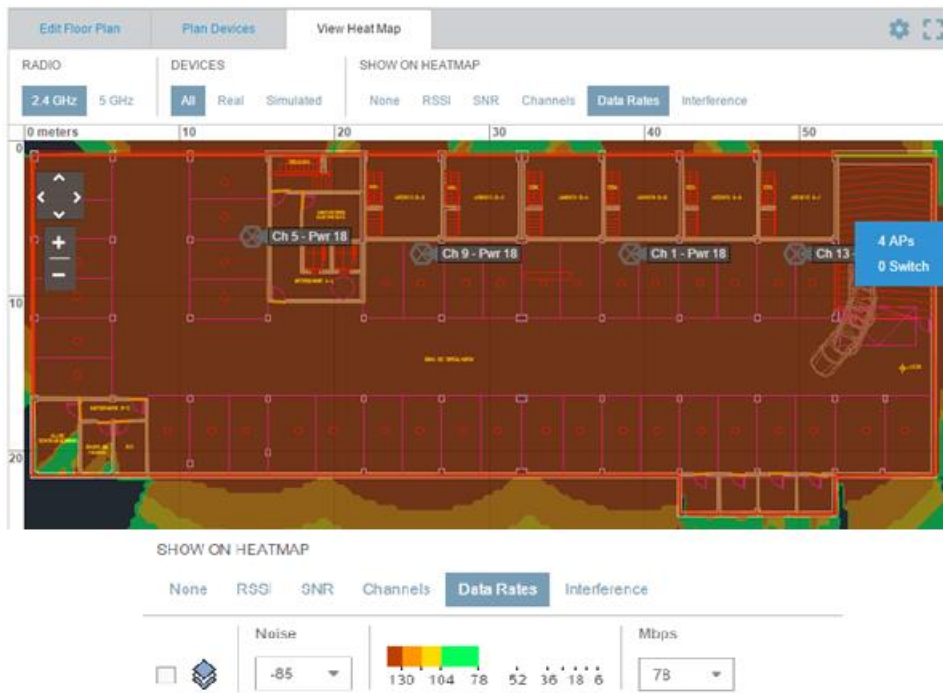 Edit Floor Plan Plan Devices View Heat Map
RADIO DEVICES SHOW ON HEATMAP
2.4 GHz 5 GHz All Real Simulated None RSSI SNR Channels Data Rates Interference
0 meters 10 20 30 40 50
0
Ch 5 - Pwr 18
Ch 9 - Pwr 18 Ch 1 - Pwr 18 Ch 13 -
4 APs
0 Switch
10
20
SHOW ON HEATMAP
None RSSI SNR Channels Data Rates Interference
Noise Mbps
-85 78
130 104 78 52 36 18 6